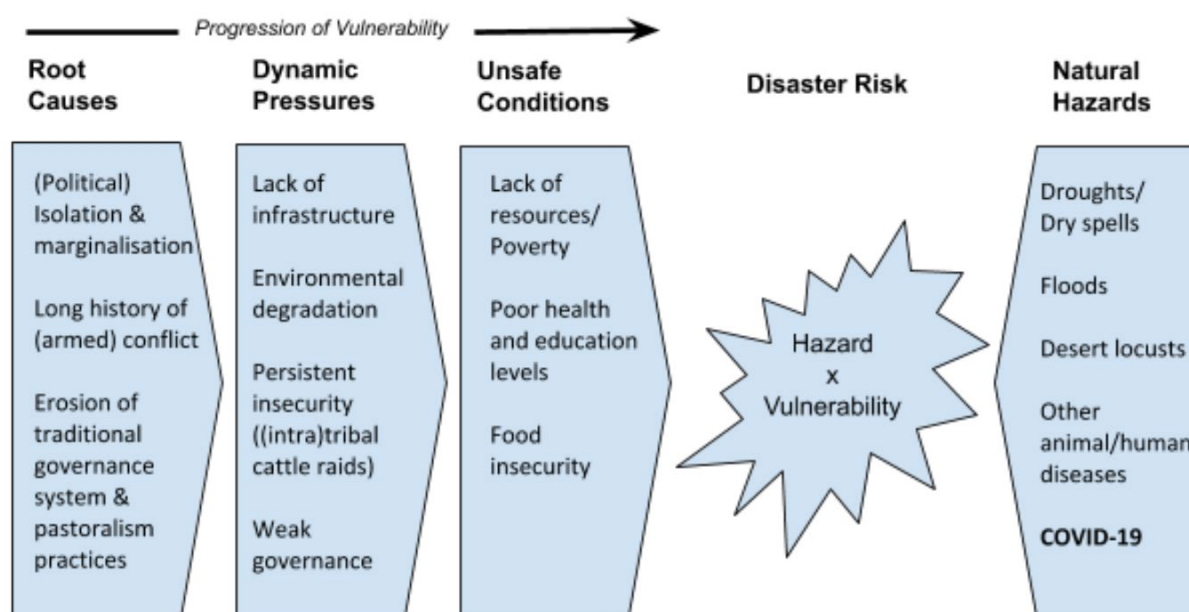 Progression of Vulnerability
Root
Causes
(Political)
Isolation &
marginalisation
Long history of
(armed) conflict
Erosion of
traditional
governance
system &
pastoralism
practices
Dynamic
Pressures
Lack of
infrastructure
Environmental
degradation
Persistent
insecurity
((intra)tribal
cattle raids)
Weak
governance
Unsafe
Conditions
Lack of
resources/
Poverty
Poor health
and education
levels
Food
insecurity
Disaster Risk
Hazard
x
Vulnerability
Natural
Hazards
Droughts/
Dry spells
Floods
Desert locusts
Other
animal/human
diseases
COVID-19